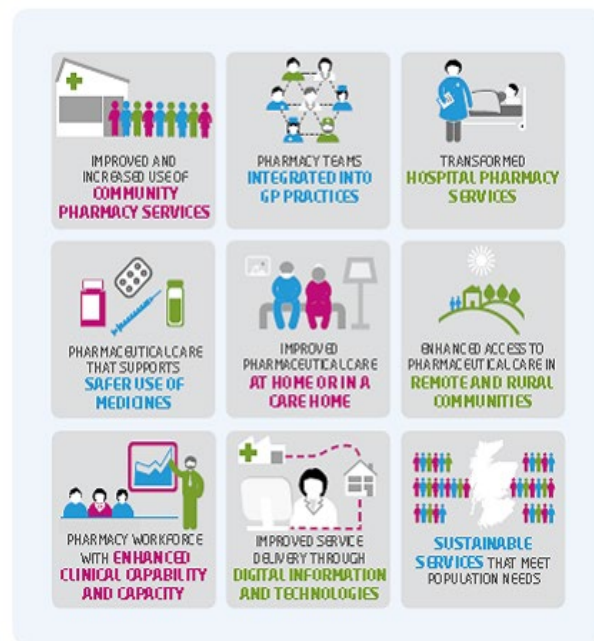 IMPROVED AND
INCREASED USE OF
COMMUNITY
PHARMACY SERVICES
PHARMACY TEAMS
INTEGRATED INTO
GP PRACTICES
TRANSFORMED
HOSPITAL PHARMACY
SERVICES
PHARMACEUTICAL CARE
THAT SUPPORTS
SAFER USE OF
MEDICINES
IMPROVED
PHARMACEUTICAL CARE
AT HOME OR IN A
CARE HOME
ENHANCED ACCESS TO
PHARMACEUTICAL CARE IN
REMOTE AND RURAL
COMMUNITIES
PHARMACY WORKFORCE
WITH ENHANCED
CLINICAL CAPABILITY
AND CAPACITY
IMPROVED SERVICE
DELIVERY THROUGH
DIGITAL INFORMATION
AND TECHNOLOGIES
SUSTAINABLE
SERVICES THAT MEET
POPULATION NEEDS